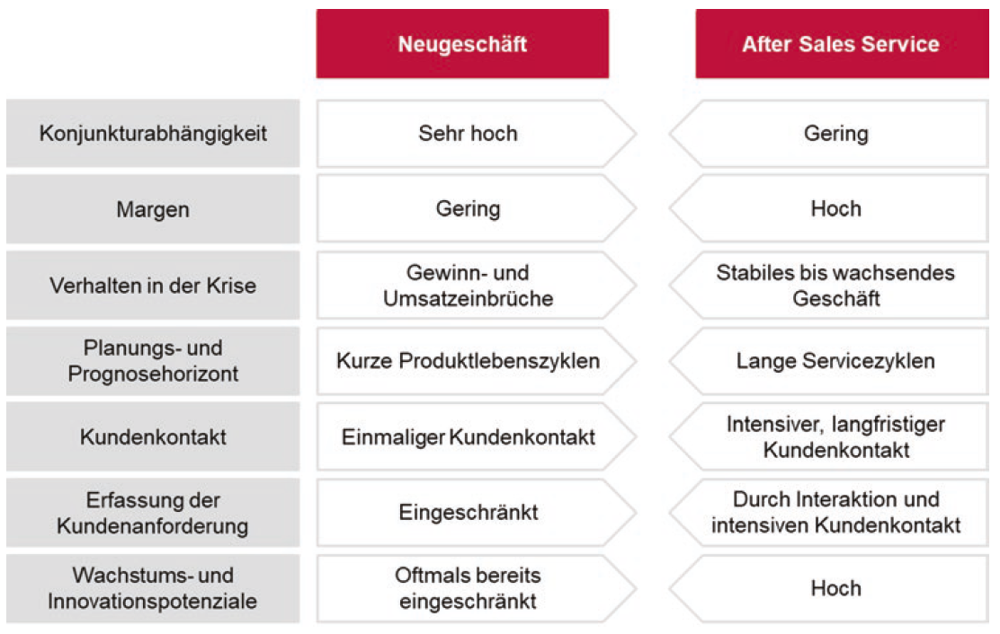 Neugeschäft
After Sales Service
Konjunkturabhängigkeit
Sehr hoch
Gering
Margen
Gering
Hoch
Verhalten in der Krise
Gewinn- und
Umsatzeinbrüche
Stabiles bis wachsendes
Geschäft
Planungs- und
Prognosehorizont
Kurze Produktlebenszyklen
Lange Servicezyklen
Kundenkontakt
Einmaliger Kundenkontakt
Intensiver, langfristiger
Kundenkontakt
Erfassung der
Kundenanforderung
Eingeschränkt
Durch Interaktion und
intensiven Kundenkontakt
Wachstums- und
Innovationspotenziale
Oftmals bereits
eingeschränkt
Hoch